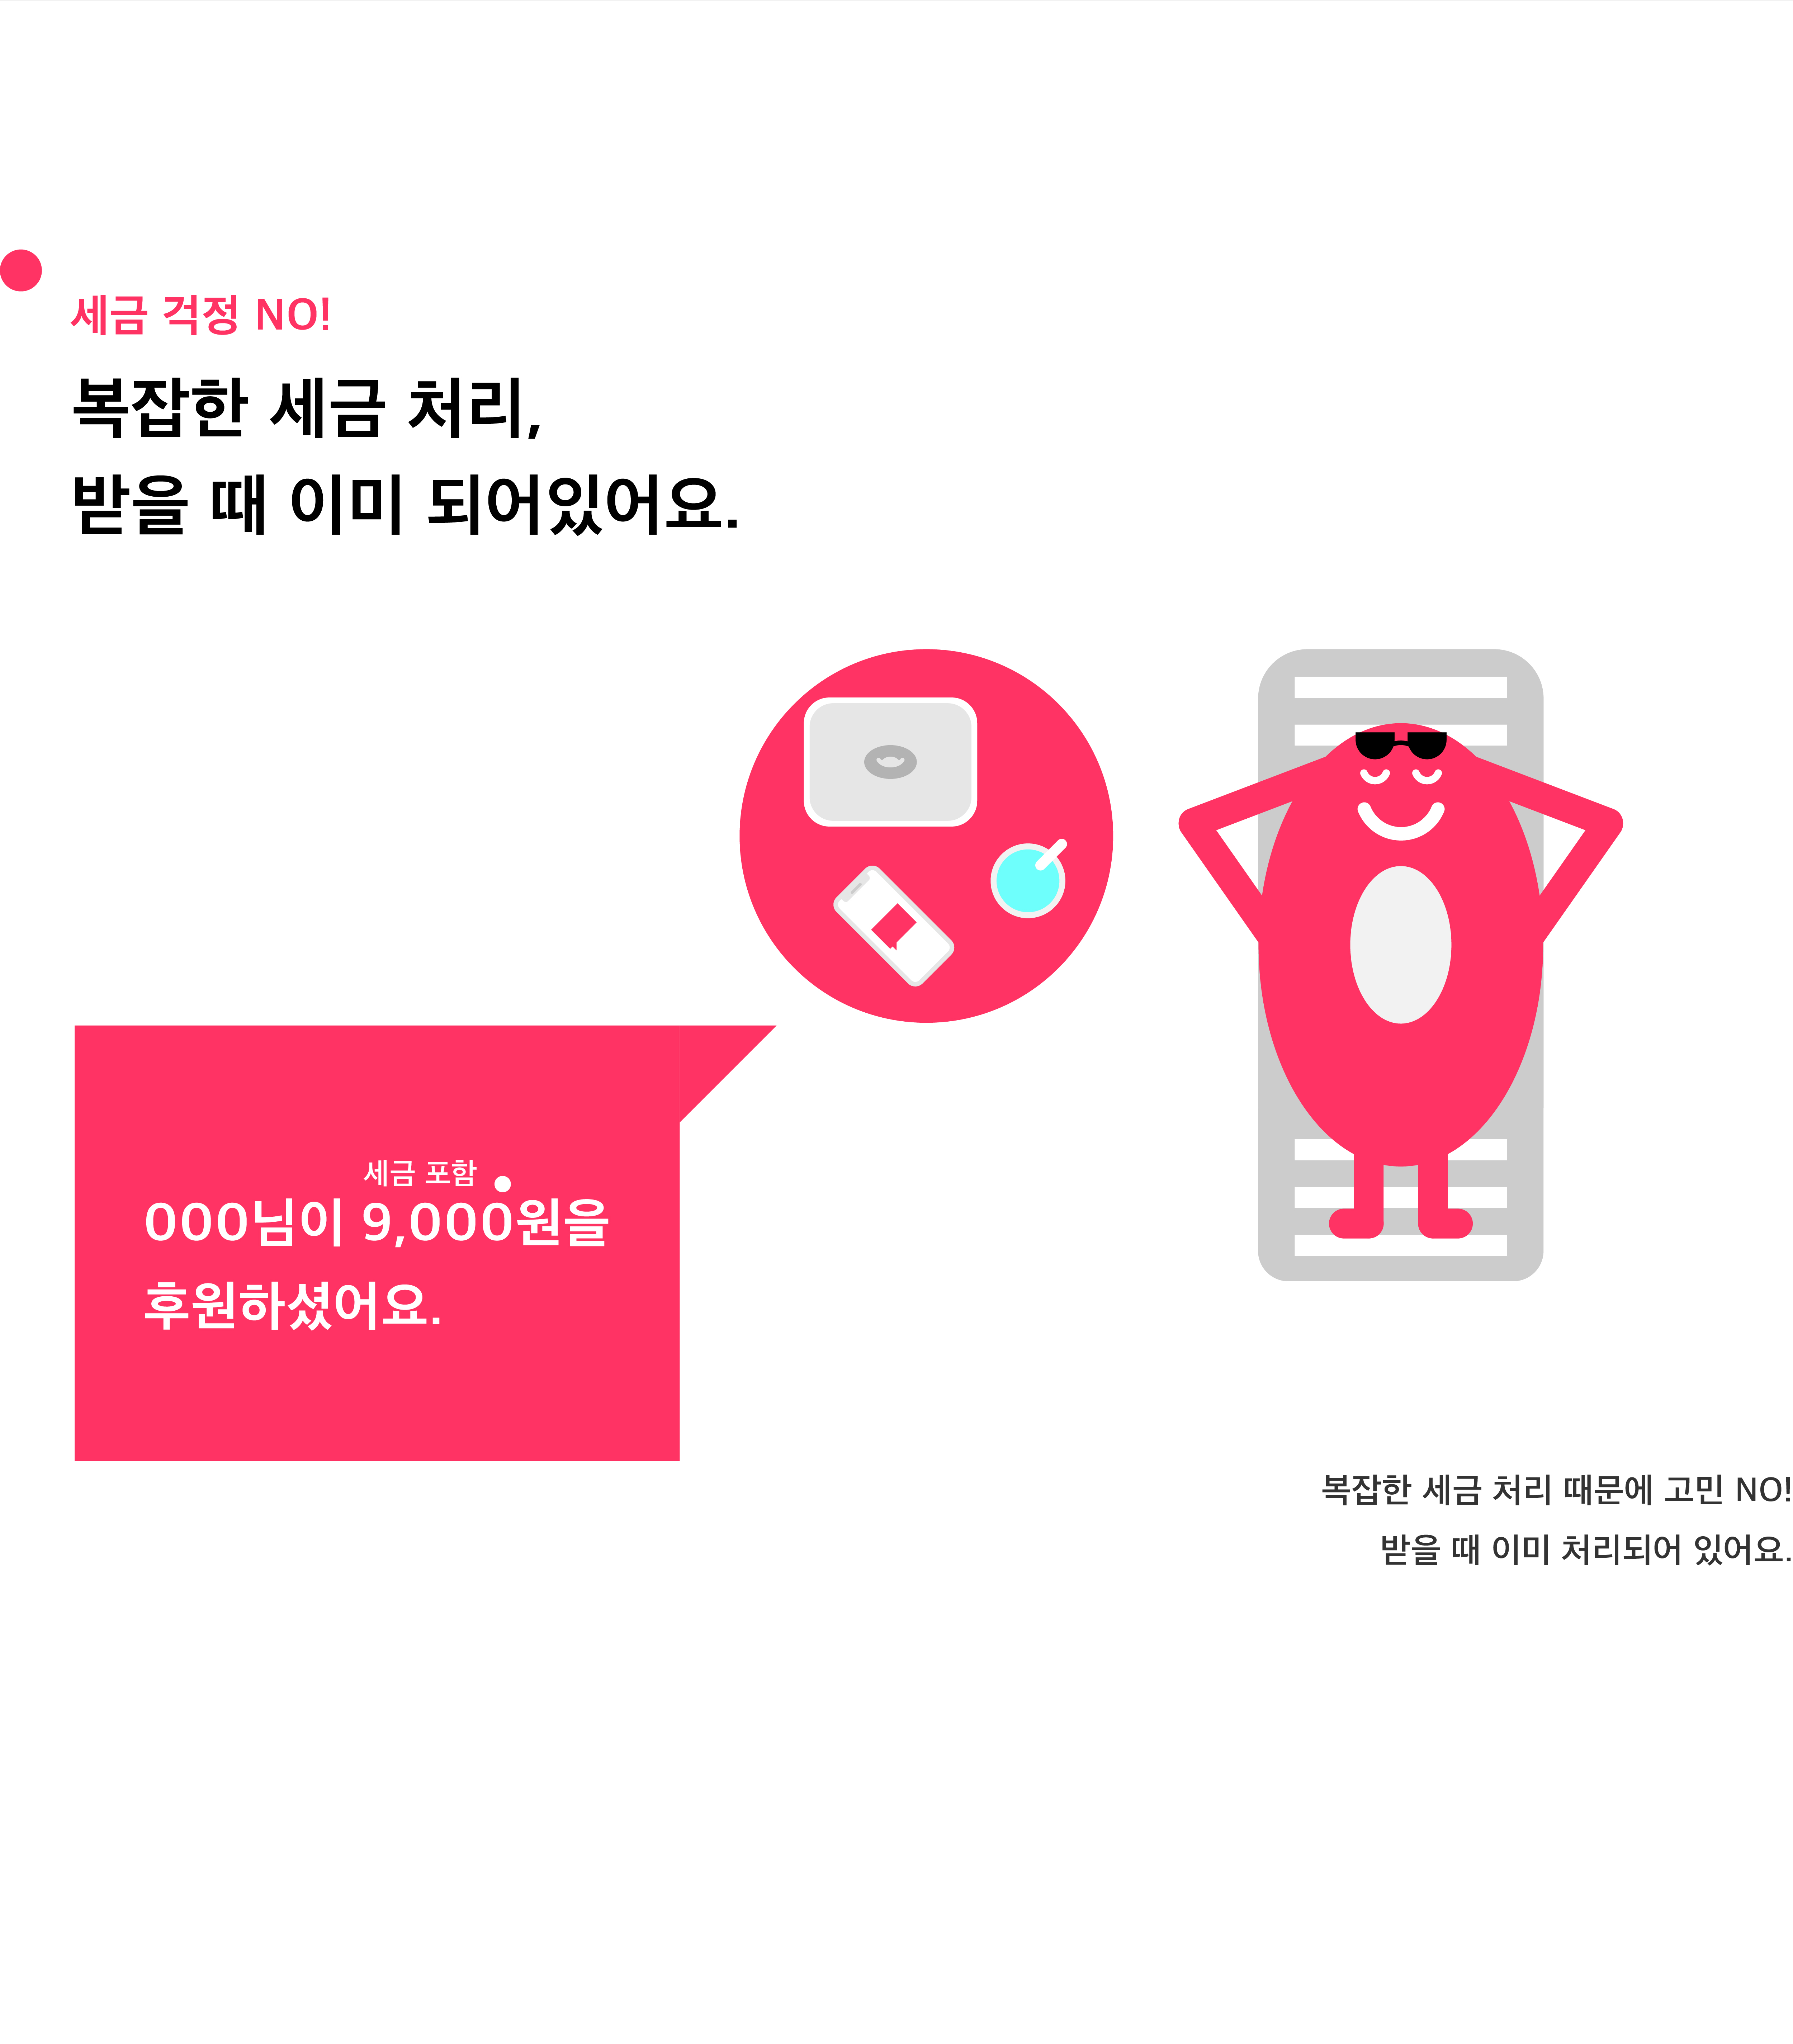 세금 걱정 NO!
복잡한 세금 처리,
받을 때 이미 되어있어요.
세금 포함
000님이 9,000원을
후원하셨어요.
복잡한 세금 처리 때문에 고민 NO!
받을 때 이미 처리되어 있어요.